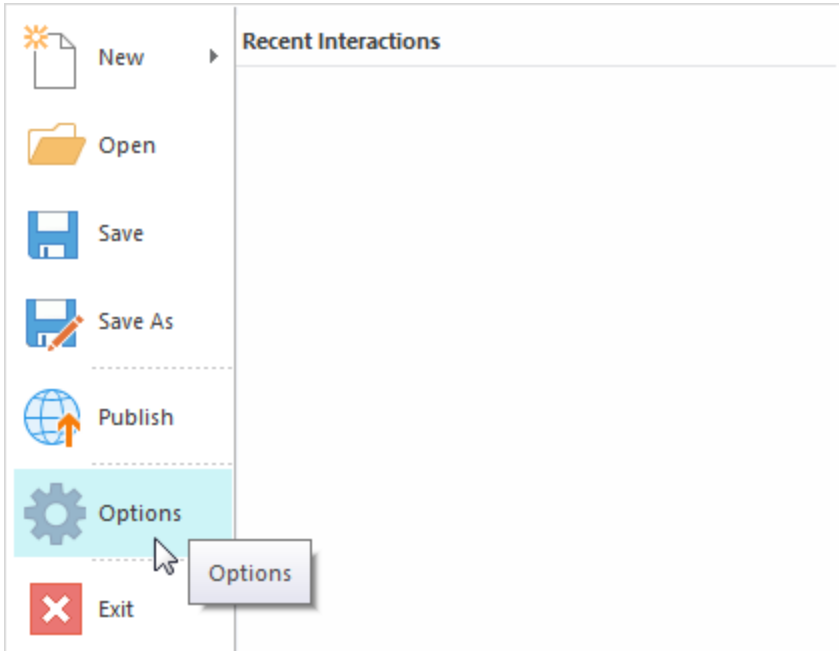 New
Recent Interactions
Open
Save
Save As
Publish
Options
Options
Exit